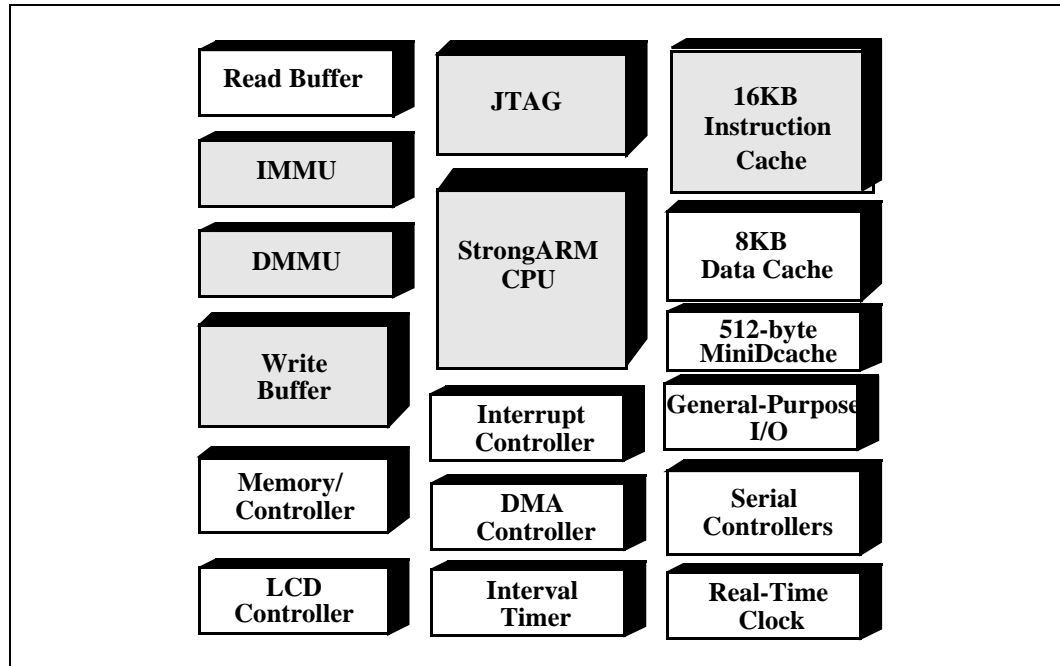 Read Buffer
IMMU
DMMU
Write
Buffer
Memory/
Controller
LCD
Controller
JTAG
StrongARM
CPU
Interrupt
Controller
DMA
Controller
Interval
Timer
16KB
Instruction
Cache
8KB
Data Cache
512-byte
MiniDcache
General-Purpose
I/O
Serial
Controllers
Real-Time
Clock